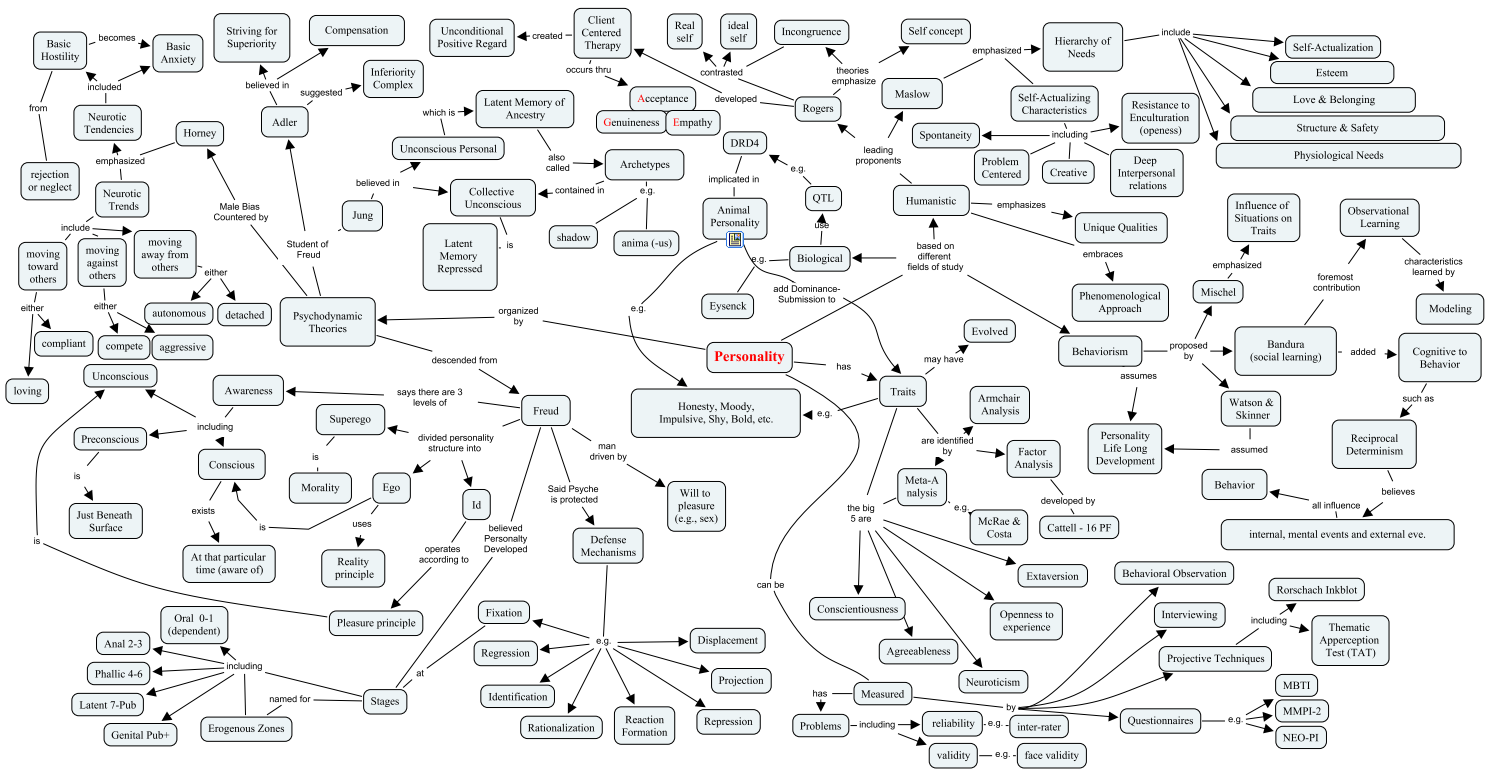 Basic
Hostility
becomes
Basic
Anxiety
included
from
rejection
or neglect
Neurotic
Tendencies
emphasized
Horney
Neurotic
Trends
include
moving
toward
others
moving
against
others
moving
away from
others
either
autonomous
detached
either
compliant
loving
either
compete
aggressive
Male Bias
Countered by
Striving for
Superiority
Compensation
believed in
suggested
Inferiority
Complex
Adler
Student of
Freud
Psychodynamic
Theories
Jung
believed in
Unconscious Personal
which is
Latent Memory of
Ancestry
also
called
Archetypes
contained in
Collective
Unconscious
is
Latent
Memory
Repressed
e.g.
shadow
anima (-us)
Unconditional
Positive Regard
created
Client
Centered
Therapy
occurs thru
Acceptance
Genuineness
Empathy
Real
self
ideal
self
contrasted
Incongruence
developed
Rogers
theories
emphasize
Self concept
Maslow
emphasized
Hierarchy of
Needs
include
Self-Actualization
Esteem
Love & Belonging
Structure & Safety
Physiological Needs
Self-Actualizing
Characteristics
including
Spontaneity
Problem
Centered
Creative
Deep
Interpersonal
relations
Resistance to
Enculturation
(openess)
leading
proponents
Humanistic
emphasizes
Unique Qualities
embraces
Phenomenological
Approach
based on
different
fields of study
DRD4
implicated in
e.g.
QTL
use
Animal
Personality
e.g.
Biological
Eysenck
add Dominance-
Submission to
e.g.
Influence of
Situations on
Traits
emphasized
Mischel
Observational
Learning
foremost
contribution
characteristics
learned by
Modeling
Behaviorism
proposed
by
Bandura
(social learning)
added
Cognitive to
Behavior
such as
Reciprocal
Determinism
believes
internal, mental events and external eve.
all influence
Behavior
Watson &
Skinner
assumed
assumes
Personality
Life Long
Development
organized
by
Personality
has
Traits
may have
Evolved
e.g.
Honesty, Moody,
Impulsive, Shy, Bold, etc.
are identified
by
Armchair
Analysis
Factor
Analysis
developed by
Cattell - 16 PF
Meta-A
nalysis
e.g.
McRae &
Costa
the big
5 are
Extaversion
Openness to
experience
Conscientiousness
Agreeableness
Neuroticism
can be
Measured
has
Problems
including
reliability
e.g.
inter-rater
validity
e.g.
face validity
by
Behavioral Observation
Interviewing
Projective Techniques
including
Rorschach Inkblot
Thematic
Apperception
Test (TAT)
Questionnaires
e.g.
MBTI
MMPI-2
NEO-PI
descended from
Freud
says there are 3
levels of
Awareness
including
Unconscious
Preconscious
is
Just Beneath
Surface
Conscious
exists
At that particular
time (aware of)
is
divided personality
structure into
Superego
is
Morality
Ego
uses
Reality
principle
is
Id
operates
according to
Pleasure principle
man
driven by
Will to
pleasure
(e.g., sex)
Said Psyche
is protected
Defense
Mechanisms
e.g.
Fixation
Regression
Identification
Rationalization
Reaction
Formation
Repression
Projection
Displacement
believed
Personalty
Developed
at
Stages
named for
Erogenous Zones
including
Oral 0-1
(dependent)
Anal 2-3
Phallic 4-6
Latent 7-Pub
Genital Pub+